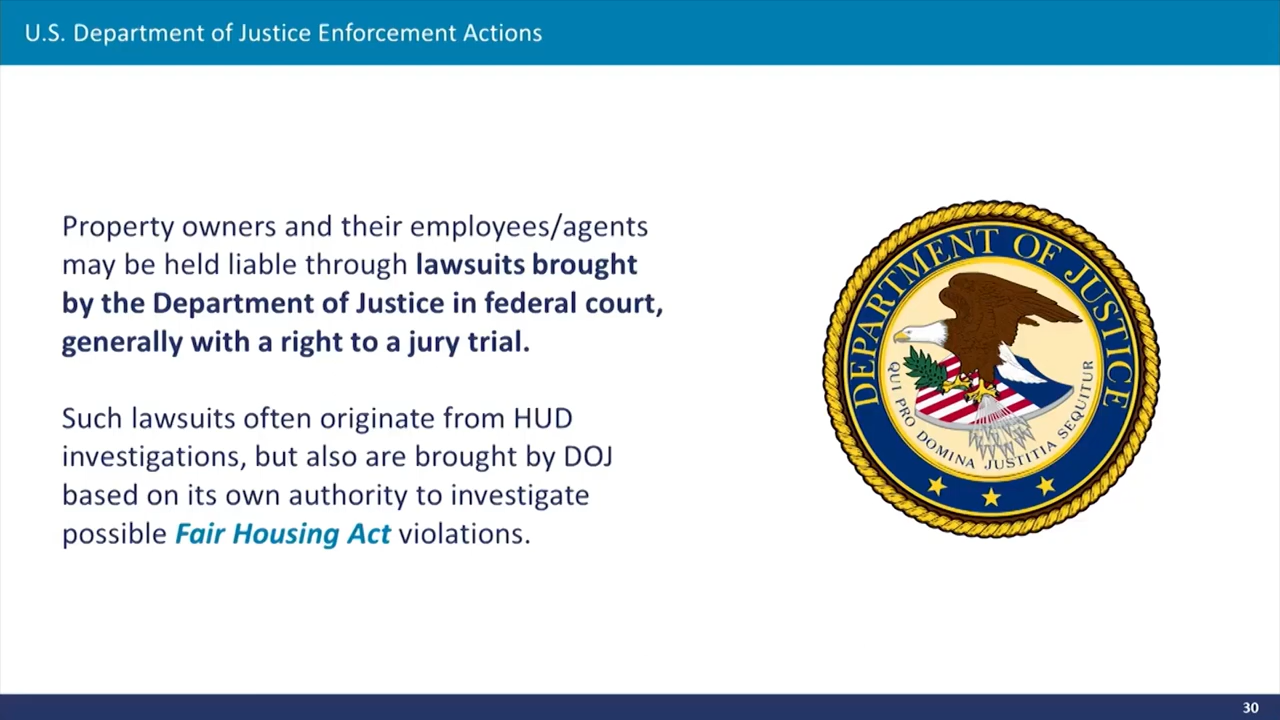 U.S. Department of Justice Enforcement Actions
Property owners and their employees/agents
may be held liable through lawsuits brought
by the Department of Justice in federal court,
generally with a right to a jury trial.
Such lawsuits often originate from HUD
investigations, but also are brought by DOJ
based on its own authority to investigate
possible Fair Housing Act violations.
DEPARTMENT OF JUSTICE
QUI PRO DOMINA JUSTITIA SEQUITUR
30